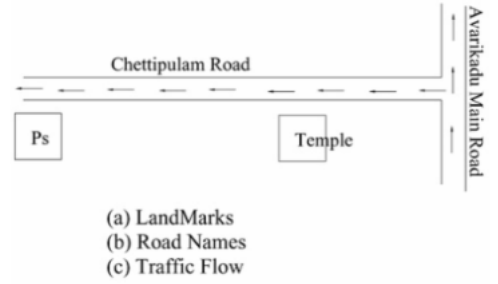 Chettipulam Road
Avarikadu Main Road
Ps
Temple
(a) LandMarks
(b) Road Names
(c) Traffic Flow